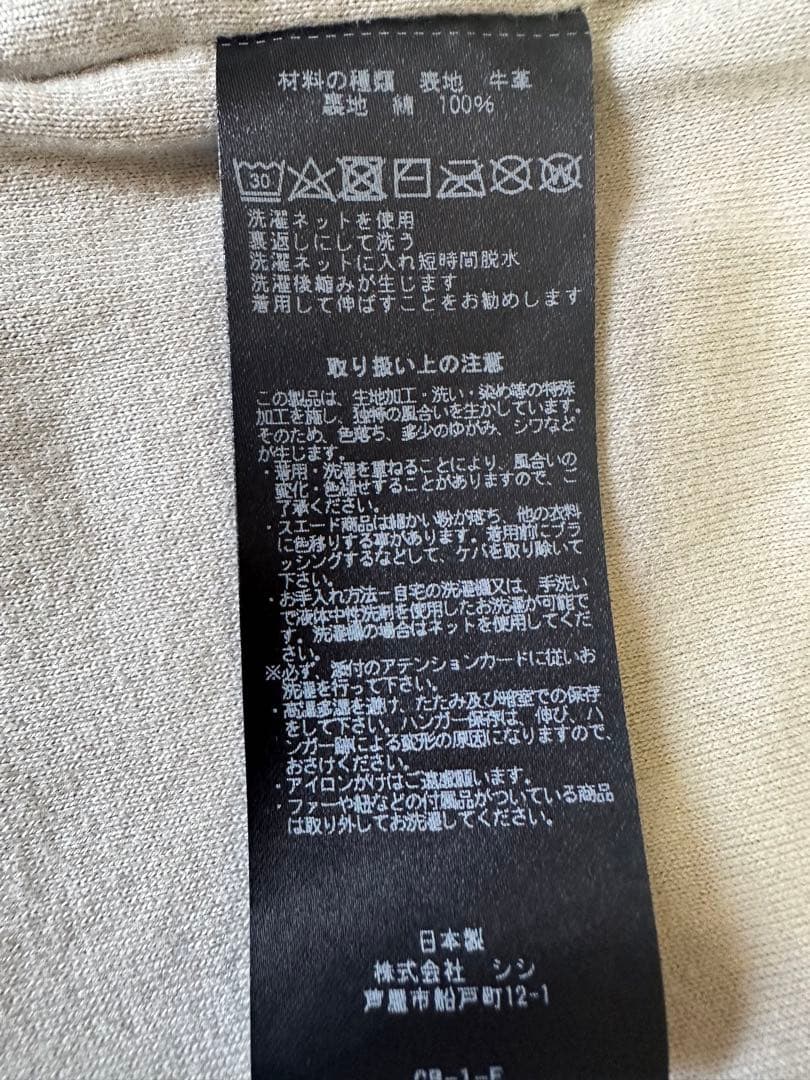 材料の種類 表地 牛革
裏地 綿 100%
30
W
洗濯ネットを使用
裏返しにして洗う
洗濯ネットに入れ短時間脱水
洗濯後縮みが生じます
着用して伸ばすことをお勧めします
取り扱い上の注意
この製品は、生地加工・洗い・染め等の特殊
加工を施し、独特の風合いを生かしています。
そのため、色落ち、多少のゆがみ、シワなど
が生じます。
・着用・洗濯を重ねることにより、風合いの
変化・色褪せすることがありますので、ご
了承ください。
・スエード商品は細かい粉が落ち、他の衣料
に色移りする事があります。着用前にブラ
ッシングするなどして、ケバを取り除いて
下さい。
・お手入れ方法－自宅の洗濯機又は、手洗い
で液体中性洗剤を使用したお洗濯が可能で
す。洗濯機の場合はネットを使用してくだ
さい。
※必ず、添付のアテンションカードに従いお
洗濯を行って下さい。
・高温多湿を避け、たたみ及び暗室での保存
をして下さい。ハンガー保存は、伸び、ハ
ンガー跡による変形の原因になりますので、
おさけください。
・アイロンがけはご遠慮願います。
・ファーや紐などの付属品がついている商品
は取り外してお洗濯してください。
日本製
株式会社 シシ
芦屋市船戸町12-1